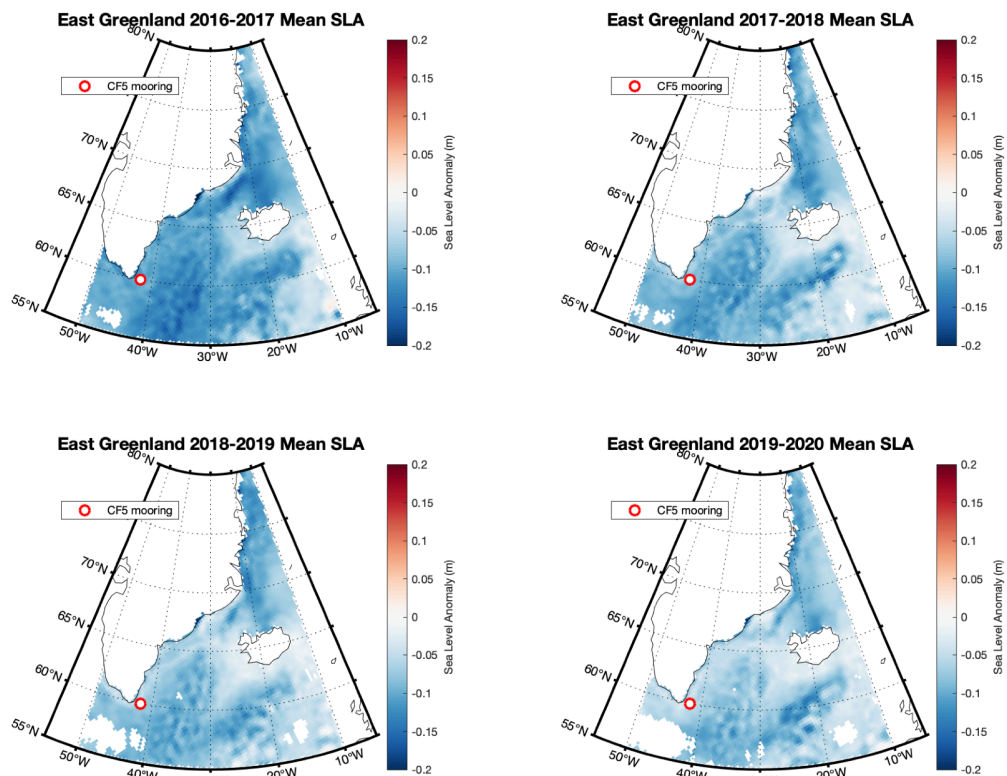 East Greenland 2016-2017 Mean SLA
80°N
70°N
65°N
60°N
55°N
50°W
40°W
30°W
20°W
10°W
CF5 mooring
0.2
0.15
0.1
0.05
0
-0.05
-0.1
-0.15
-0.2
Sea Level Anomaly (m)
East Greenland 2017-2018 Mean SLA
80°N
70°N
65°N
60°N
55°N
50°W
40°W
30°W
20°W
10°W
CF5 mooring
0.2
0.15
0.1
0.05
0
-0.05
-0.1
-0.15
-0.2
Sea Level Anomaly (m)
East Greenland 2018-2019 Mean SLA
80°N
70°N
65°N
60°N
55°N
50°W
40°W
30°W
20°W
10°W
CF5 mooring
0.2
0.15
0.1
0.05
0
-0.05
-0.1
-0.15
-0.2
Sea Level Anomaly (m)
East Greenland 2019-2020 Mean SLA
80°N
70°N
65°N
60°N
55°N
50°W
40°W
30°W
20°W
10°W
CF5 mooring
0.2
0.15
0.1
0.05
0
-0.05
-0.1
-0.15
-0.2
Sea Level Anomaly (m)